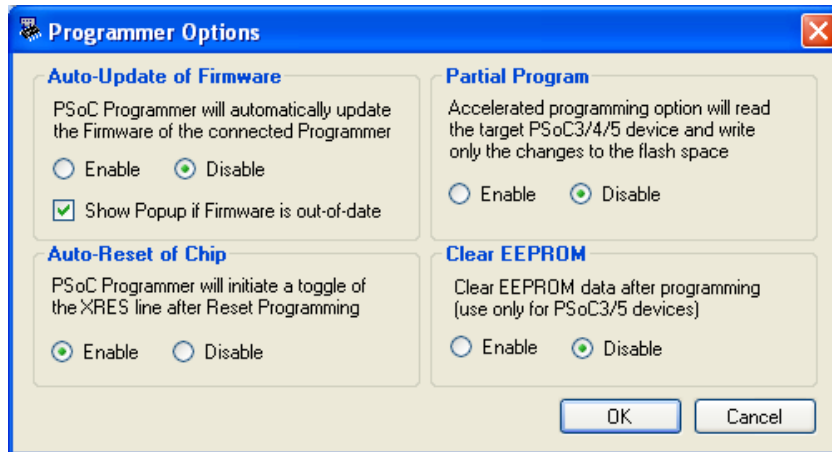 Programmer Options
Auto-Update of Firmware
PSoC Programmer will automatically update
the Firmware of the connected Programmer
Enable Disable
Show Popup if Firmware is out-of-date
Partial Program
Accelerated programming option will read
the target PSoC3/4/5 device and write
only the changes to the flash space
Enable Disable
Auto-Reset of Chip
PSoC Programmer will initiate a toggle of
the XRES line after Reset Programming
Enable Disable
Clear EEPROM
Clear EEPROM data after programming
(use only for PSoC3/5 devices)
Enable Disable
OK Cancel